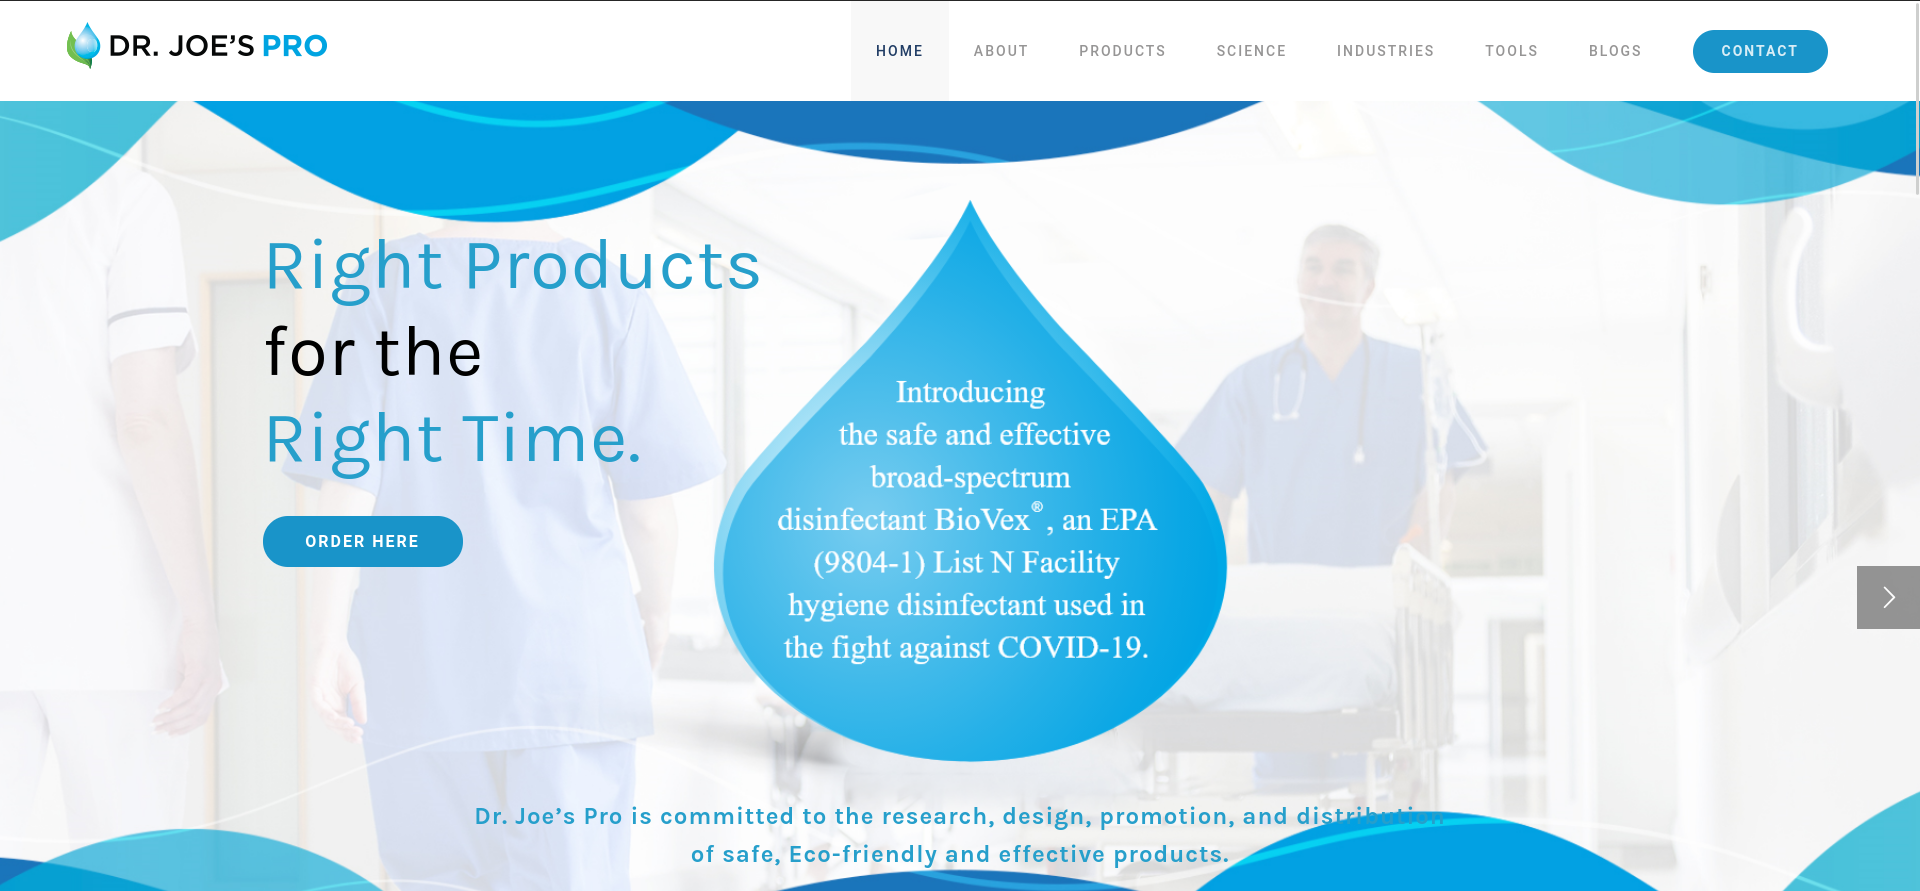 DR. JOE’S PRO
HOME
ABOUT
PRODUCTS
SCIENCE
INDUSTRIES
TOOLS
BLOGS
CONTACT
Right Products
for the
Right Time.
ORDER HERE
Introducing
the safe and effective
broad-spectrum
disinfectant BioVex®, an EPA
(9804-1) List N Facility
hygiene disinfectant used in
the fight against COVID-19.
Dr. Joe’s Pro is committed to the research, design, promotion, and distribution
of safe, Eco-friendly and effective products.